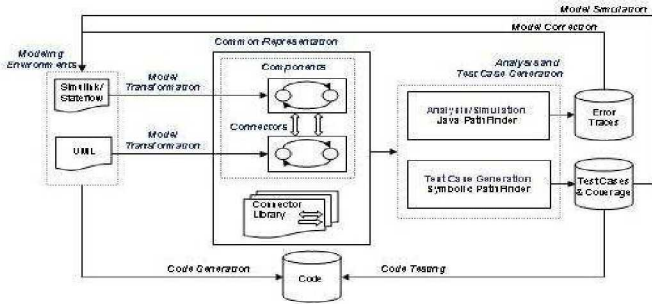 Model Simulation
Model Correction
Modeling
Environments
Common Representation
Analysis and
Test Case Generation
Simulink/
Stateflow
Model
Transformation
Components
Analysis/Simulation
Java PathFinder
Error
Traces
Connectors
UML
Model
Transformation
Test Case Generation
Symbolic PathFinder
TestCases
& Coverage
Connector
Library
Code Generation
Code
Code Testing